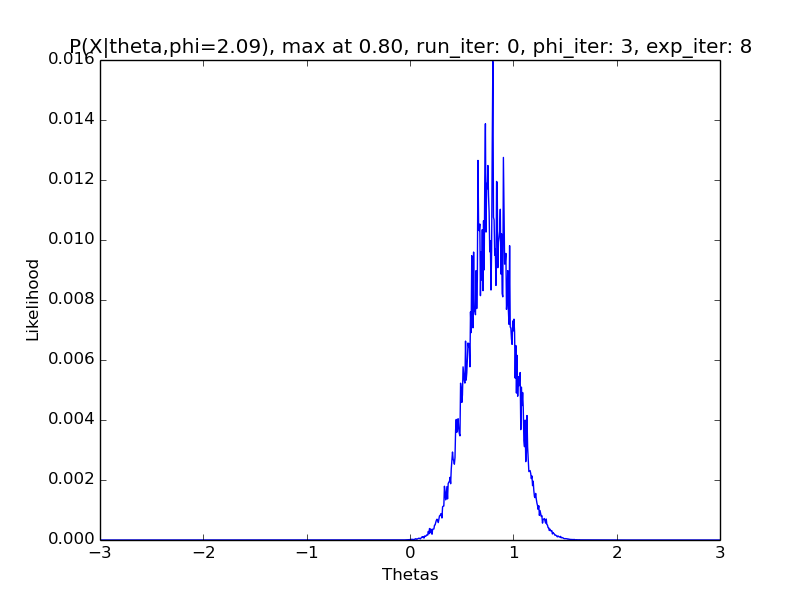 P(X|theta,phi=2.09), max at 0.80, run_iter: 0, phi_iter: 3, exp_iter: 8
0.016
0.014
0.012
0.010
0.008
0.006
0.004
0.002
0.000
Likelihood
−3 −2 −1 0 1 2 3
Thetas